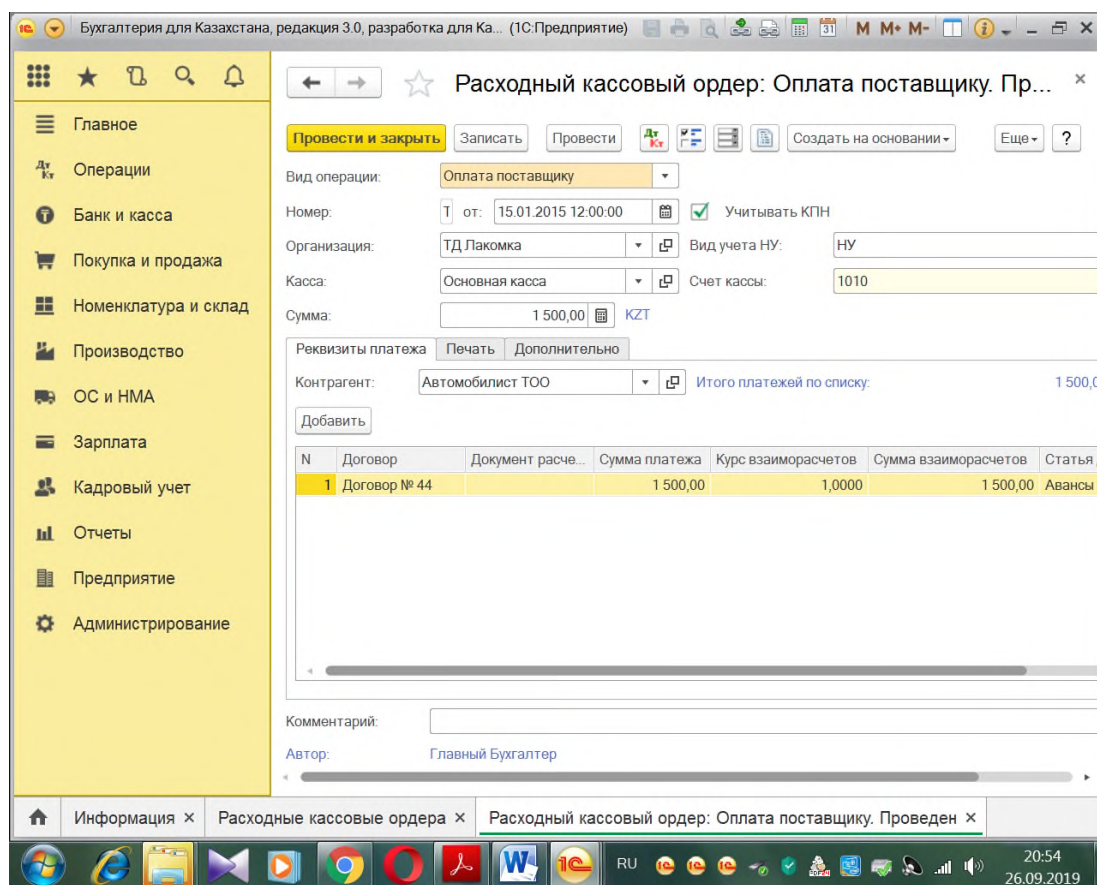 Бухгалтерия для Казахстана, редакция 3.0, разработка для Ка... (1С:Предприятие)
M M+ M-
Главное
Операции
Банк и касса
Покупка и продажа
Номенклатура и склад
Производство
ОС и НМА
Зарплата
Кадровый учет
Отчеты
Предприятие
Администрирование
Расходный кассовый ордер: Оплата поставщику. Пр...
Провести и закрыть Записать Провести Создать на основании Еще ?
Вид операции: Оплата поставщику
Номер: Т от: 15.01.2015 12:00:00 Учитывать КПН
Организация: ТД Лакомка Вид учета НУ: НУ
Касса: Основная касса Счет кассы: 1010
Сумма: 1 500,00 KZT
Реквизиты платежа Печать Дополнительно
Контрагент: Автомобилист ТОО Итого платежей по списку: 1 500,0
Добавить
N Договор Документ расче... Сумма платежа Курс взаиморасчетов Сумма взаиморасчетов Статья
1 Договор № 44 1 500,00 1,0000 1 500,00 Авансы
Комментарий:
Автор: Главный Бухгалтер
Информация × Расходные кассовые ордера × Расходный кассовый ордер: Оплата поставщику. Проведен ×
RU 20:54
26.09.2019